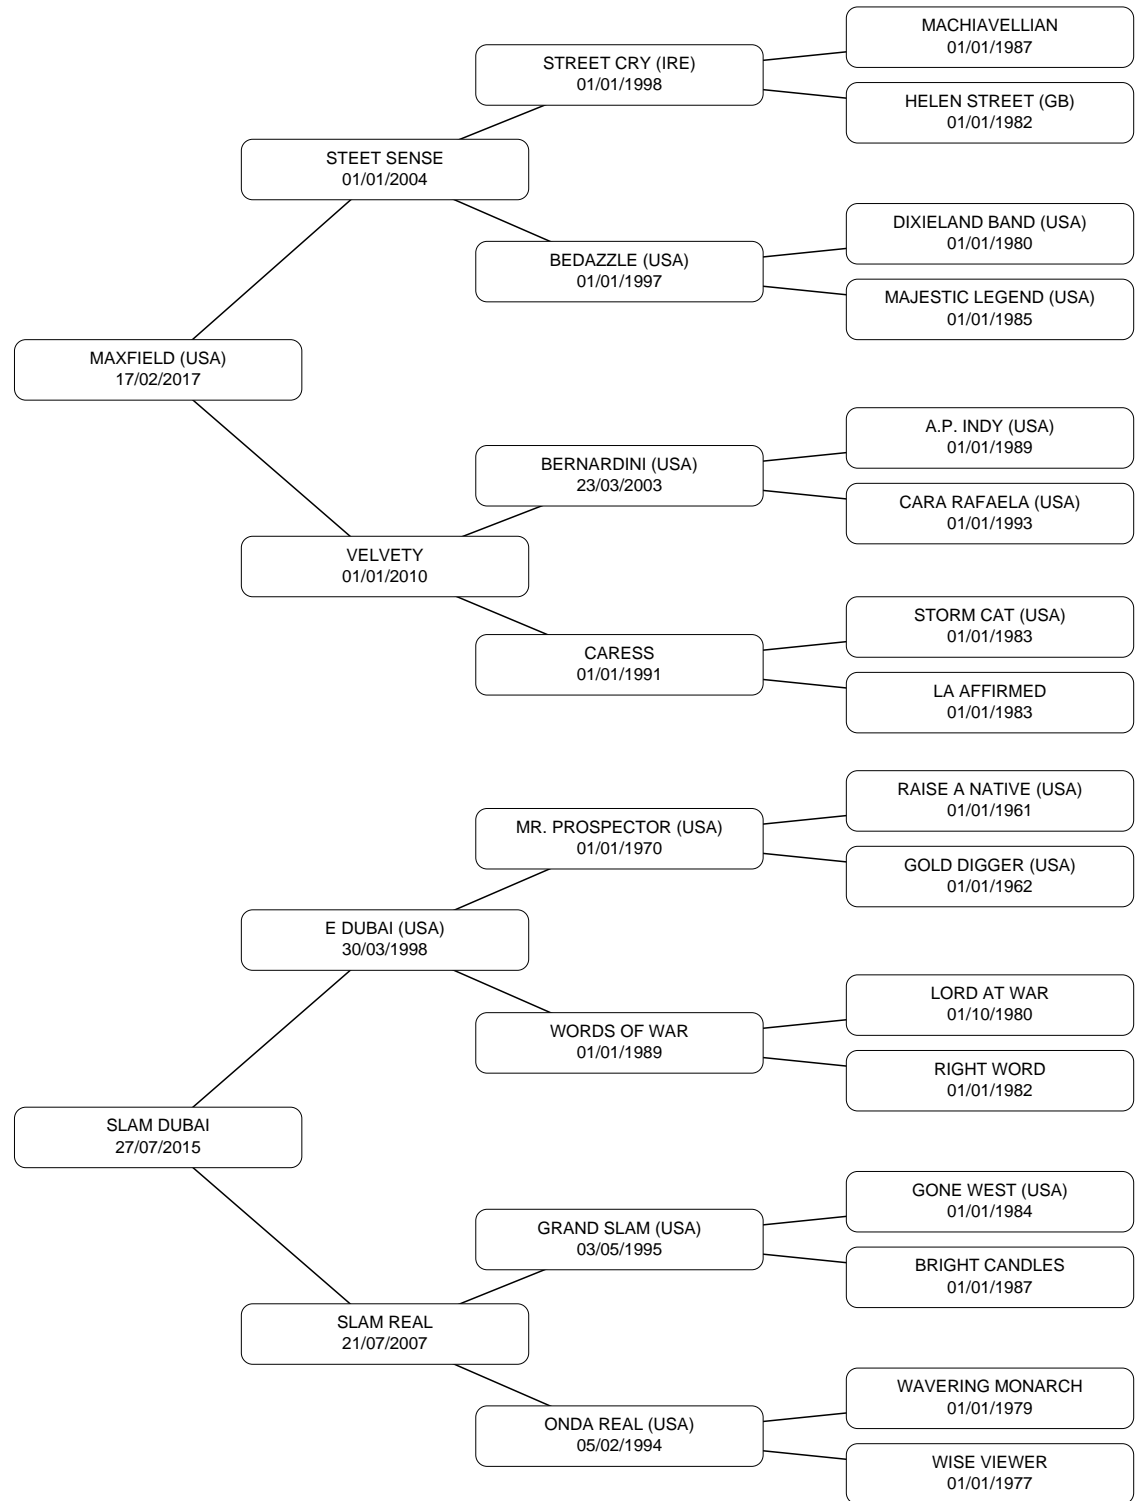 MACHIAVELLIAN
01/01/1987
STREET CRY (IRE)
01/01/1998
HELEN STREET (GB)
01/01/1982
STEET SENSE
01/01/2004
DIXIELAND BAND (USA)
01/01/1980
BEDAZZLE (USA)
01/01/1997
MAJESTIC LEGEND (USA)
01/01/1985
MAXFIELD (USA)
17/02/2017
A.P. INDY (USA)
01/01/1989
BERNARDINI (USA)
23/03/2003
CARA RAFAELA (USA)
01/01/1993
VELVETY
01/01/2010
STORM CAT (USA)
01/01/1983
CARESS
01/01/1991
LA AFFIRMED
01/01/1983
RAISE A NATIVE (USA)
01/01/1961
MR. PROSPECTOR (USA)
01/01/1970
GOLD DIGGER (USA)
01/01/1962
E DUBAI (USA)
30/03/1998
LORD AT WAR
01/10/1980
WORDS OF WAR
01/01/1989
RIGHT WORD
01/01/1982
SLAM DUBAI
27/07/2015
GONE WEST (USA)
01/01/1984
GRAND SLAM (USA)
03/05/1995
BRIGHT CANDLES
01/01/1987
SLAM REAL
21/07/2007
WAVERING MONARCH
01/01/1979
ONDA REAL (USA)
05/02/1994
WISE VIEWER
01/01/1977